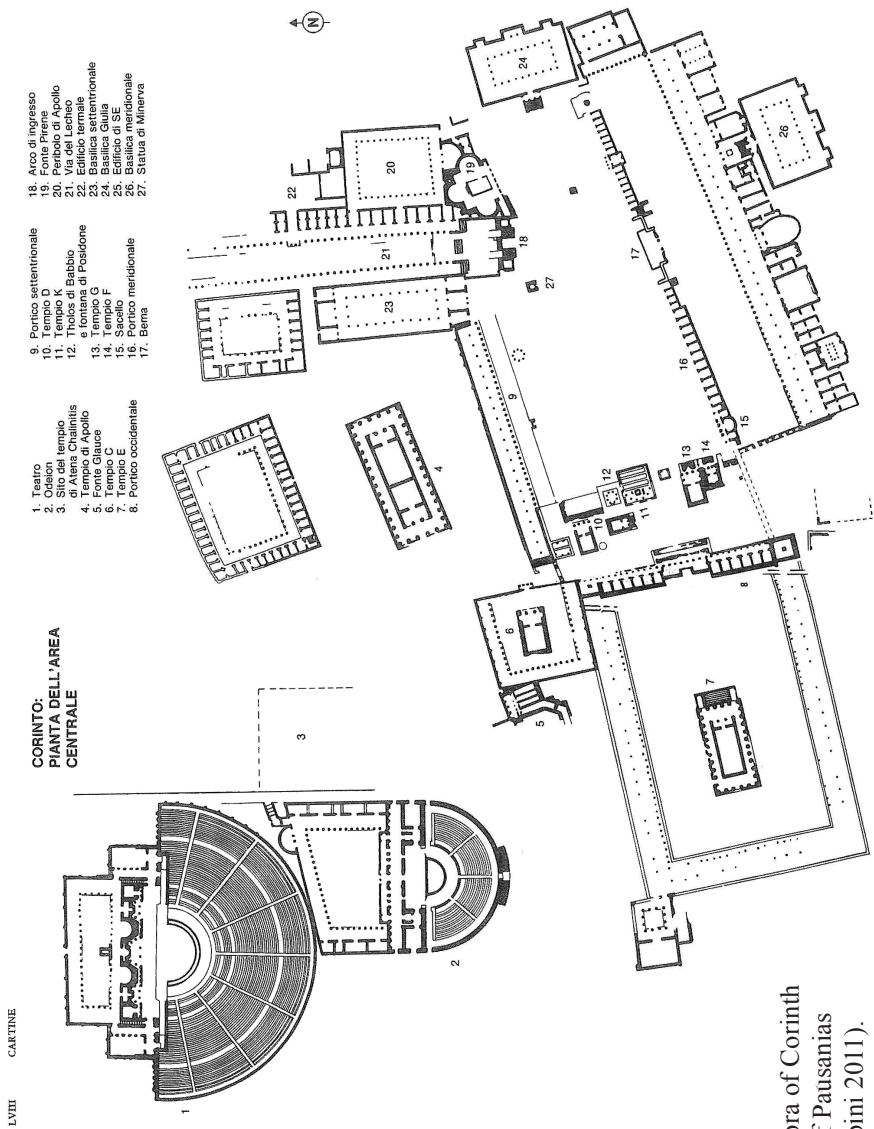 LVIII CARTINE
CORINTO:
PIANTA DELL'AREA
CENTRALE
1. Teatro
2. Odeion
3. Sito del tempio
di Atena Chalinitis
4. Tempio di Apollo
5. Fonte Glauce
6. Tempio C
7. Tempio E
8. Portico occidentale
9. Portico settentrionale
10. Tempio D
11. Tempio K
12. Tholos di Babbio
e fontana di Posidone
13. Tempio G
14. Tempio F
15. Sacello
16. Portico meridionale
17. Bema
18. Arco di ingresso
19. Fonte Pirene
20. Peribolo di Apollo
21. Via del Lecheo
22. Edificio termale
23. Basilica settentrionale
24. Basilica Giulia
25. Edificio di SE
26. Basilica meridionale
27. Statua di Minerva
N
1
2
3
4
5
6
7
8
9
10
11
12
13
14
15
16
17
18
19
20
21
22
23
24
26
27
of Corinth
Pausanias
2011).